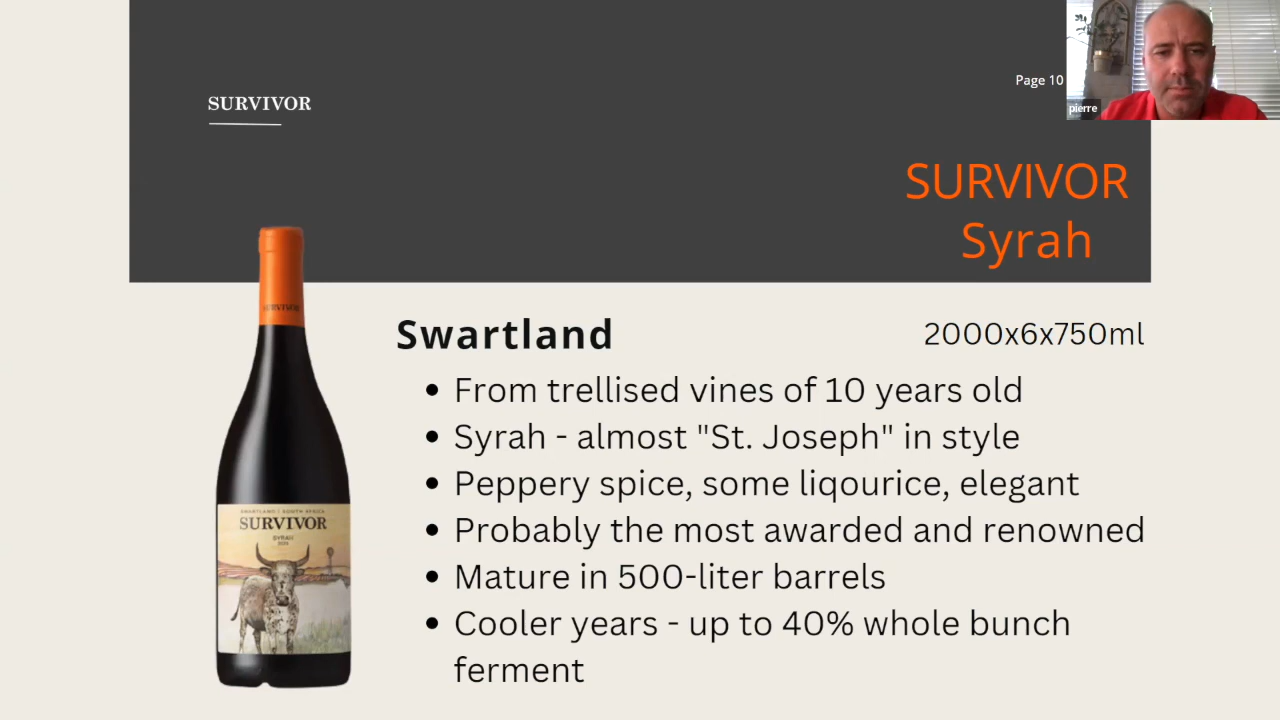 Page 10
pierre
SURVIVOR
SURVIVOR
Syrah
Swartland
2000x6x750ml
From trellised vines of 10 years old
Syrah - almost "St. Joseph" in style
Peppery spice, some liqourice, elegant
Probably the most awarded and renowned
Mature in 500-liter barrels
Cooler years - up to 40% whole bunch
ferment
SURVIVOR
SWARTLAND | SOUTH AFRICA
SURVIVOR
SYRAH